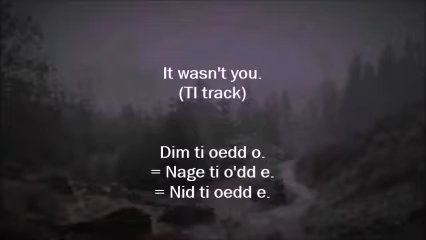 It wasn't you.
(TI track)
Dim ti oedd o.
= Nage ti o'dd e.
= Nid ti oedd e.